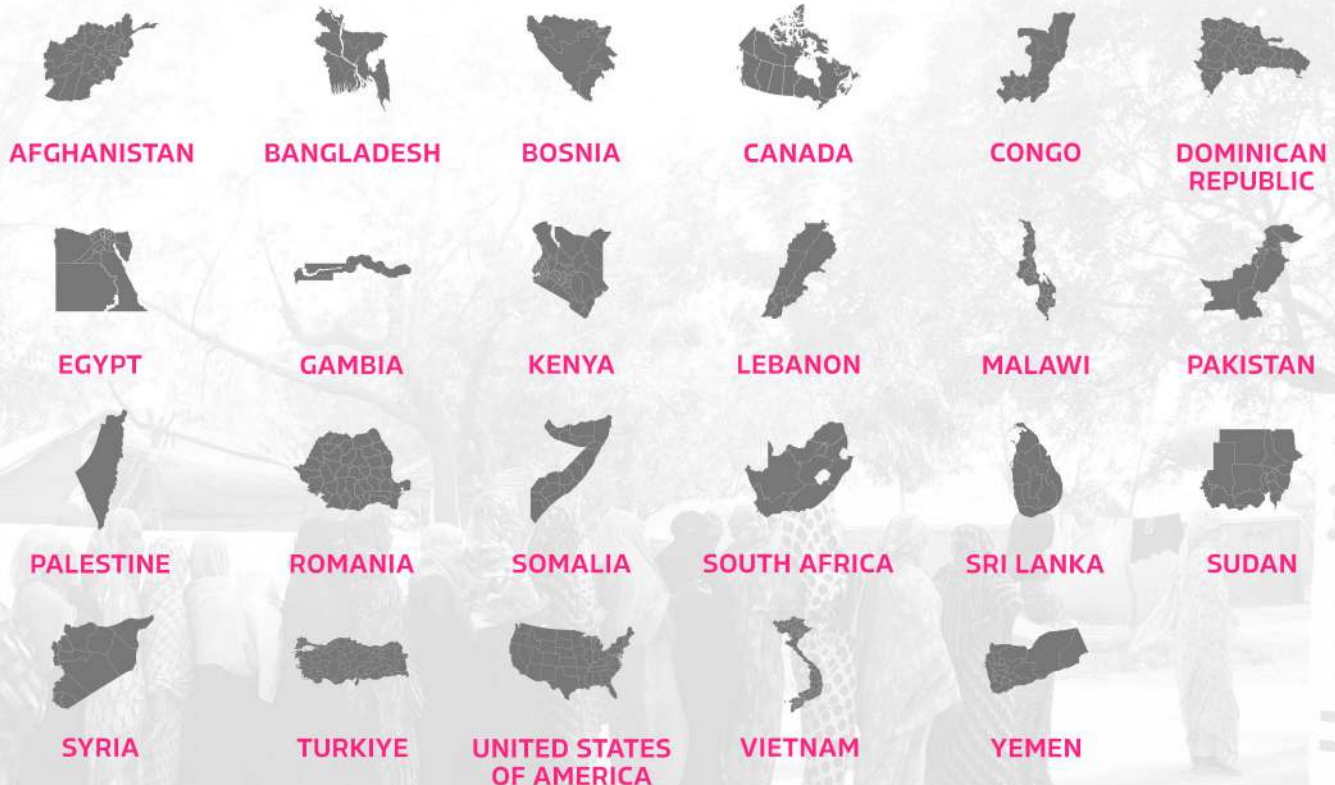 AFGHANISTAN
BANGLADESH
BOSNIA
CANADA
CONGO
DOMINICAN
REPUBLIC
EGYPT
GAMBIA
KENYA
LEBANON
MALAWI
PAKISTAN
PALESTINE
ROMANIA
SOMALIA
SOUTH AFRICA
SRI LANKA
SUDAN
SYRIA
TURKIYE
UNITED STATES
OF AMERICA
VIETNAM
YEMEN